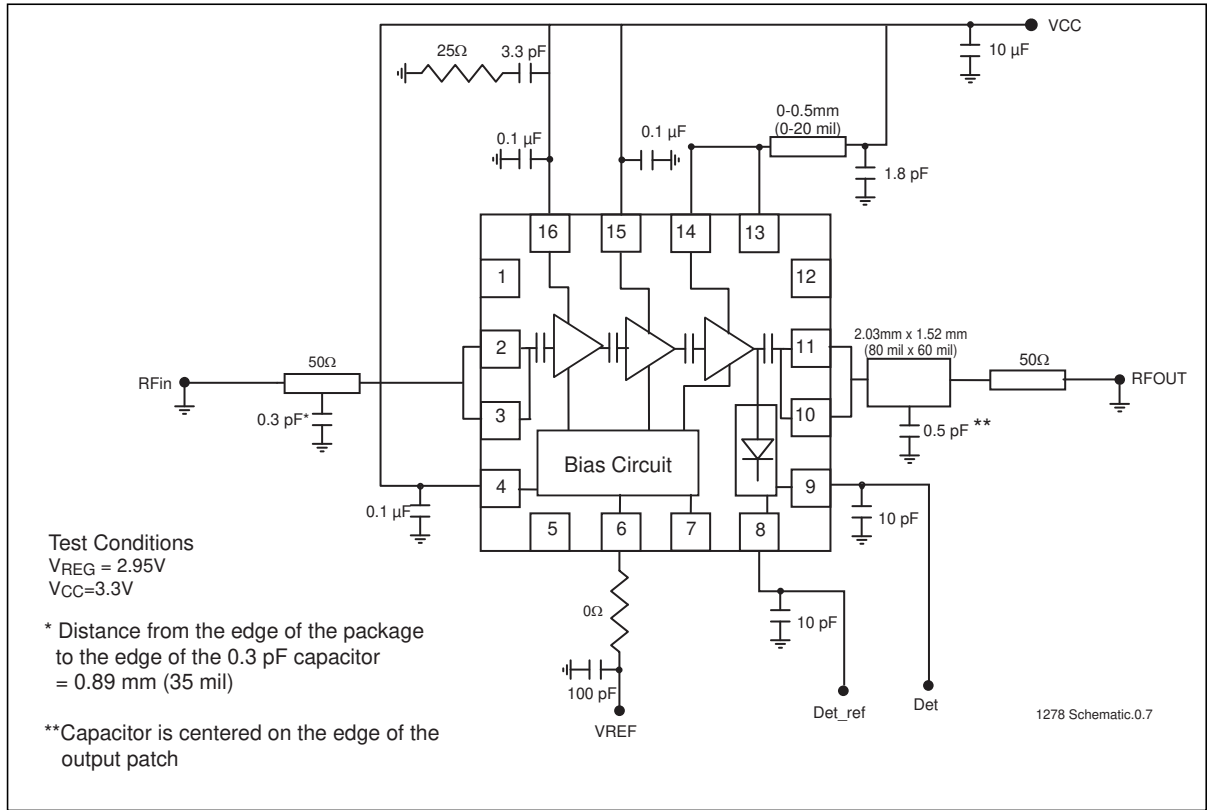 VCC
25Ω
3.3 pF
10 µF
0-0.5mm
(0-20 mil)
0.1 µF
0.1 µF
1.8 pF
16
15
14
13
1
12
2
11
2.03mm x 1.52 mm
(80 mil x 60 mil)
50Ω
50Ω
RFin
RFOUT
0.3 pF*
3
10
0.5 pF **
Bias Circuit
4
9
0.1 µF
10 pF
5
6
7
8
Test Conditions
VREG = 2.95V
VCC=3.3V
0Ω
10 pF
* Distance from the edge of the package
to the edge of the 0.3 pF capacitor
= 0.89 mm (35 mil)
100 pF
Det_ref
Det
1278 Schematic.0.7
VREF
**Capacitor is centered on the edge of the
output patch